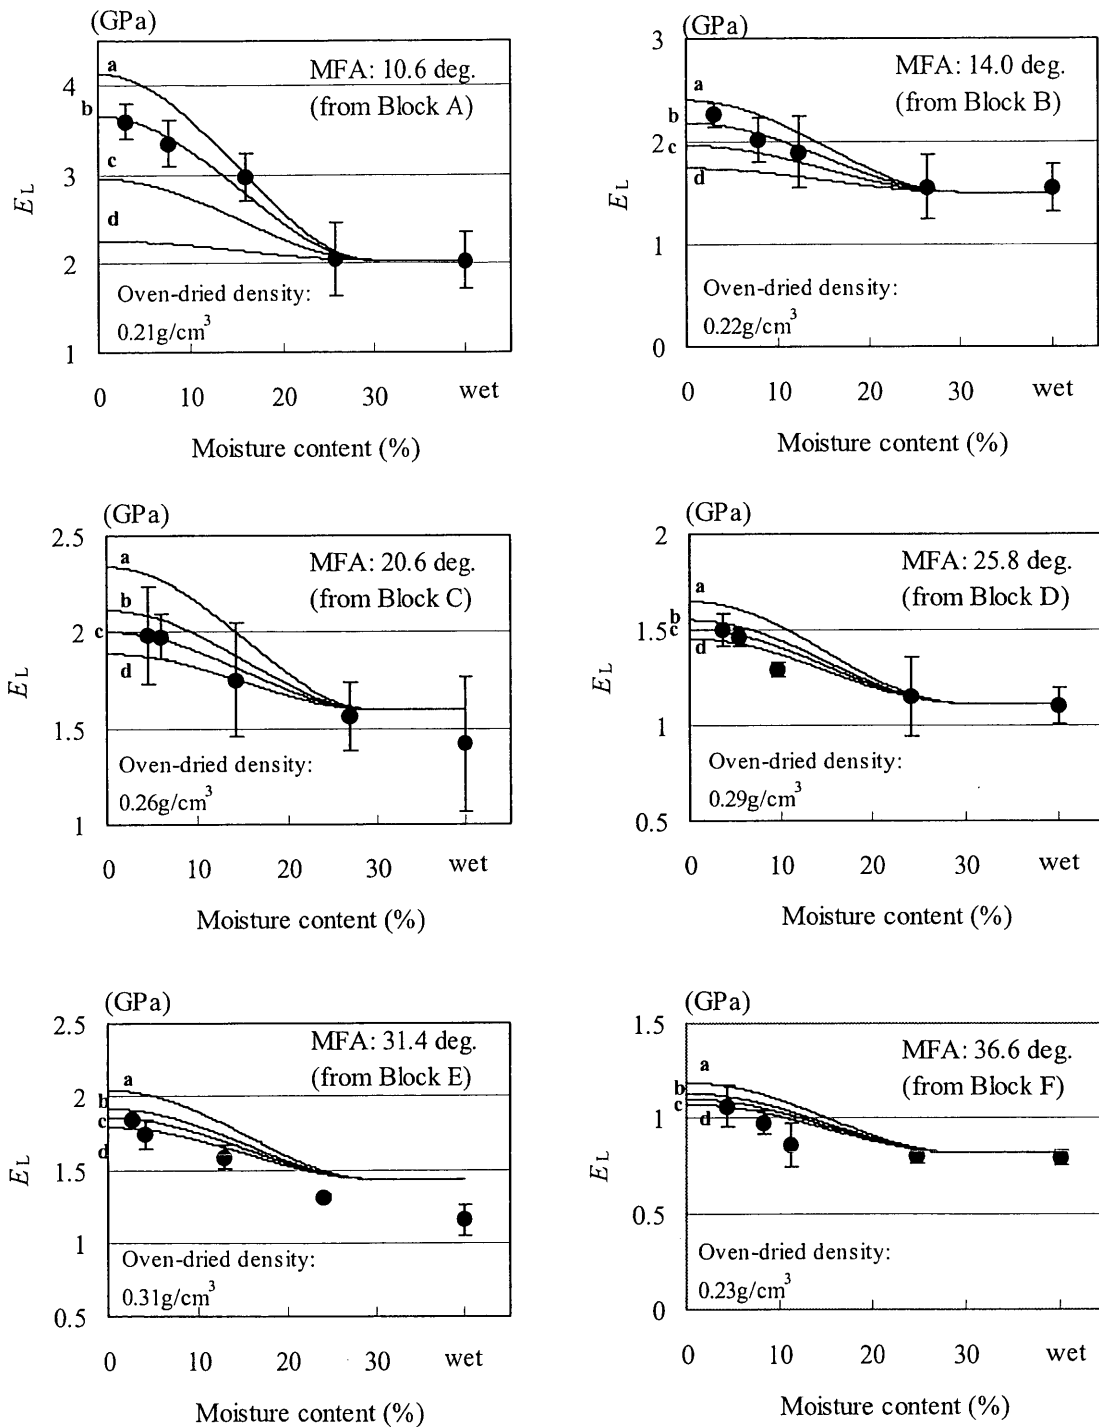 (GPa)
a
MFA: 10.6 deg.
4
(from Block A)
b
3
c
E_L
d
2
Oven-dried density:
0.21g/cm³
1
0 10 20 30 wet
Moisture content (%)
(GPa)
3
MFA: 14.0 deg.
a
(from Block B)
b
2
c
d
E_L
1
Oven-dried density:
0.22g/cm³
0
0 10 20 30 wet
Moisture content (%)
(GPa)
2.5
a
MFA: 20.6 deg.
(from Block C)
b
2
c
d
E_L
1.5
Oven-dried density:
0.26g/cm³
1
0 10 20 30 wet
Moisture content (%)
(GPa)
2
MFA: 25.8 deg.
a
(from Block D)
b
1.5
c
d
E_L
1
Oven-dried density:
0.29g/cm³
0.5
0 10 20 30 wet
Moisture content (%)
(GPa)
2.5
MFA: 31.4 deg.
a
(from Block E)
2
b
c
d
1.5
E_L
1
Oven-dried density:
0.31g/cm³
0.5
0 10 20 30 wet
Moisture content (%)
(GPa)
1.5
MFA: 36.6 deg.
a
(from Block F)
b
c
1
d
E_L
0.5
Oven-dried density:
0.23g/cm³
0
0 10 20 30 wet
Moisture content (%)